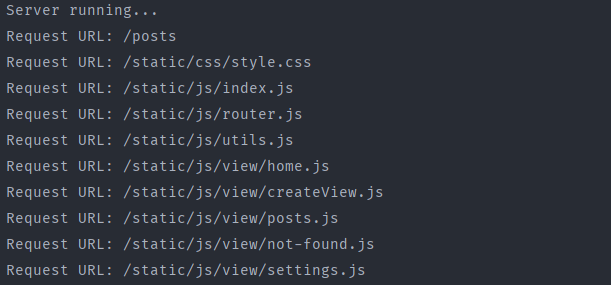 Server running...
Request URL: /posts
Request URL: /static/css/style.css
Request URL: /static/js/index.js
Request URL: /static/js/router.js
Request URL: /static/js/utils.js
Request URL: /static/js/view/home.js
Request URL: /static/js/view/createView.js
Request URL: /static/js/view/posts.js
Request URL: /static/js/view/not-found.js
Request URL: /static/js/view/settings.js